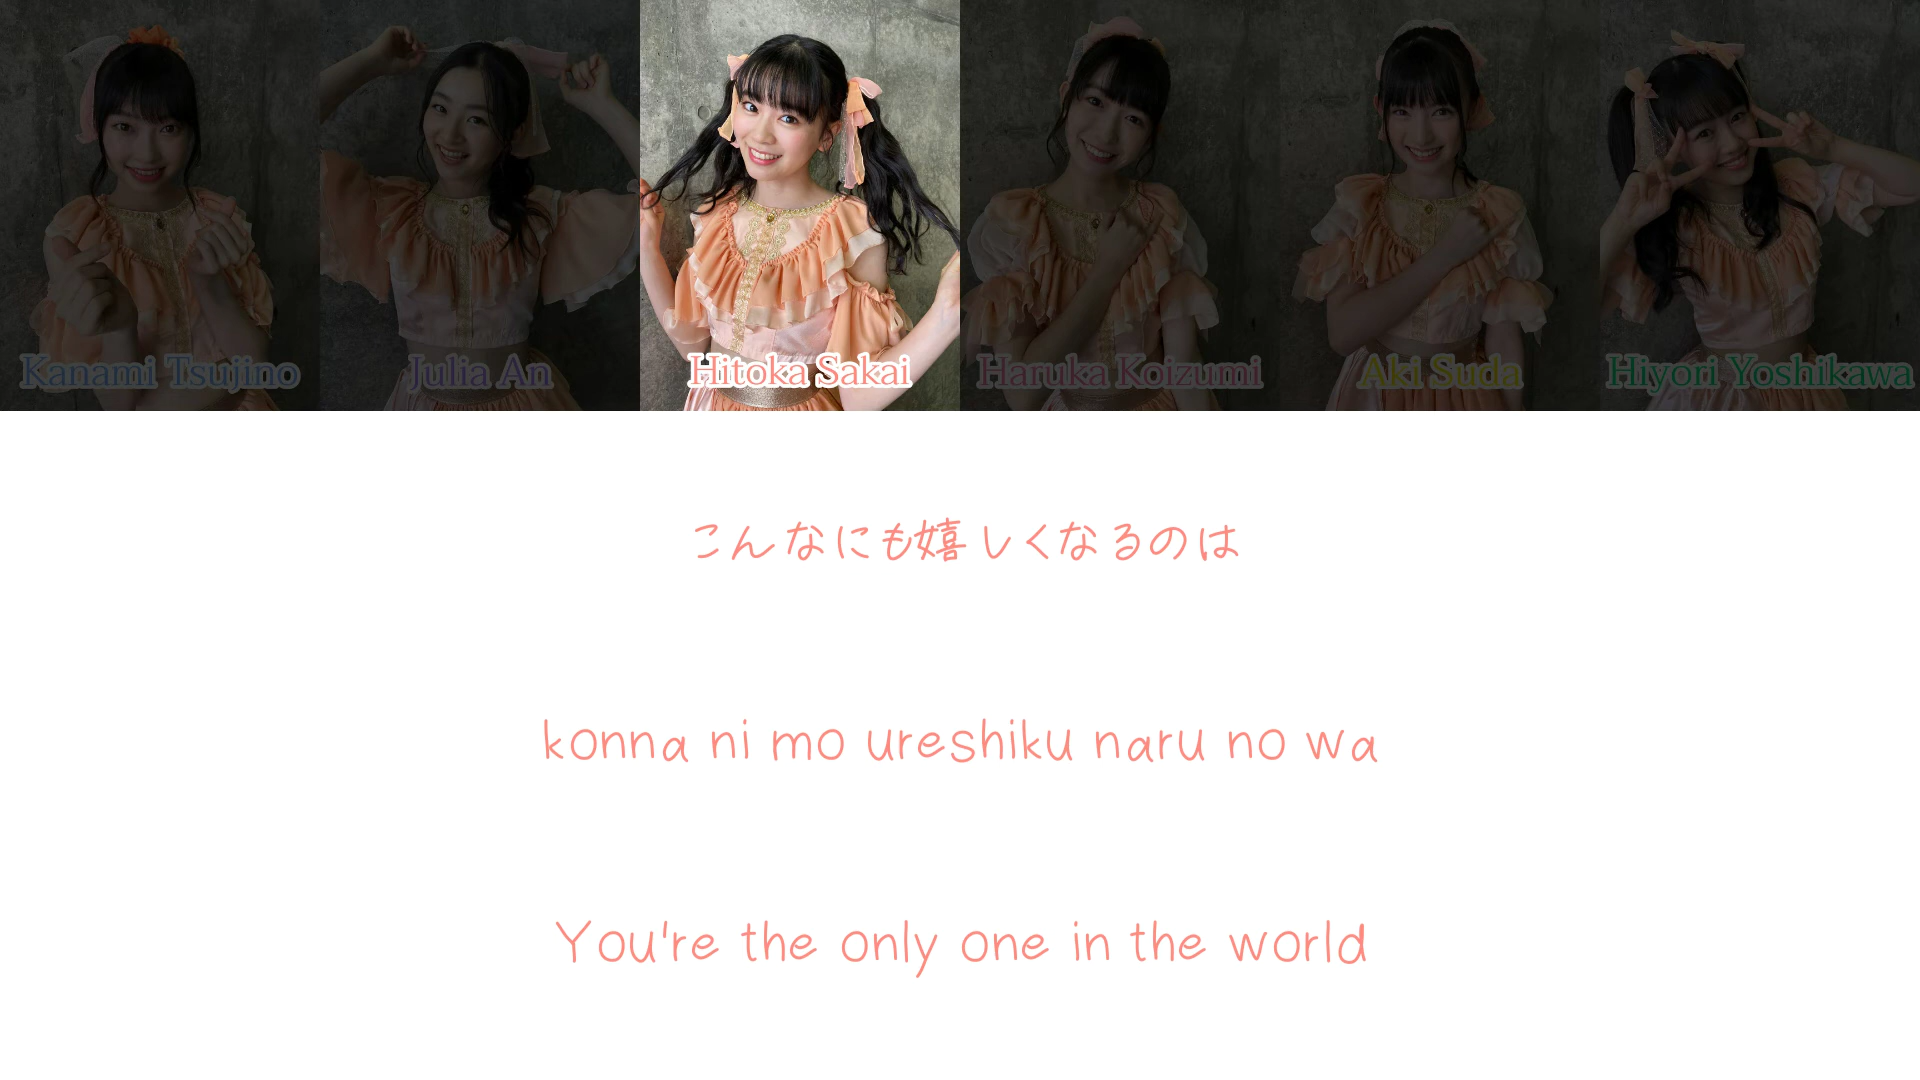 Kanami Tsujino
Julia An
Hitoka Sakai
Haruka Koizumi
Aki Suda
Hiyori Yoshikawa
こんなにも嬉しくなるのは
konna ni mo ureshiku naru no wa
You're the only one in the world